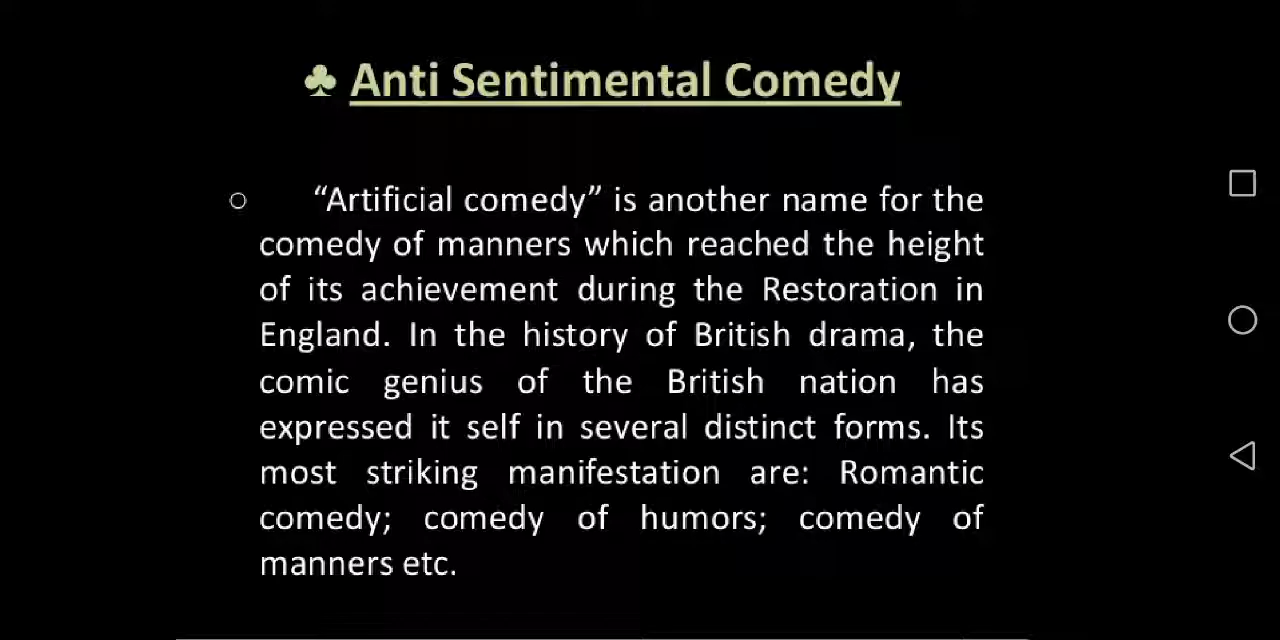 ♣ Anti Sentimental Comedy
○ “Artificial comedy” is another name for the
comedy of manners which reached the height
of its achievement during the Restoration in
England. In the history of British drama, the
comic genius of the British nation has
expressed it self in several distinct forms. Its
most striking manifestation are: Romantic
comedy; comedy of humors; comedy of
manners etc.